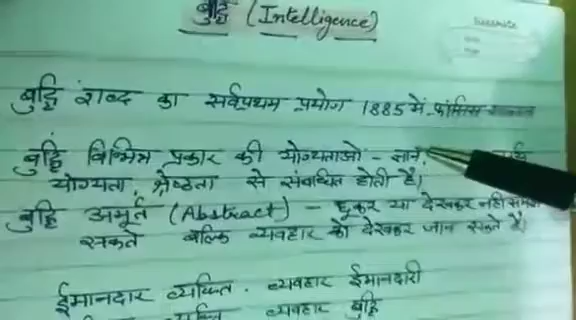 बुद्धि (Intelligence)
बुद्धि शब्द का सर्वप्रथम प्रयोग 1885 में फ्रांसिस
बुद्धि विभिन्न प्रकार की योग्यताओं - ज्ञान,
योग्यता, श्रेष्ठता से संबंधित होती है।
बुद्धि अमूर्त (Abstract) - छूकर या देखकर नहीं
सकते बल्कि व्यवहार को देखकर जान सकते हैं।
ईमानदार व्यक्ति - व्यवहार ईमानदारी
व्यक्ति व्यवहार बुद्धि